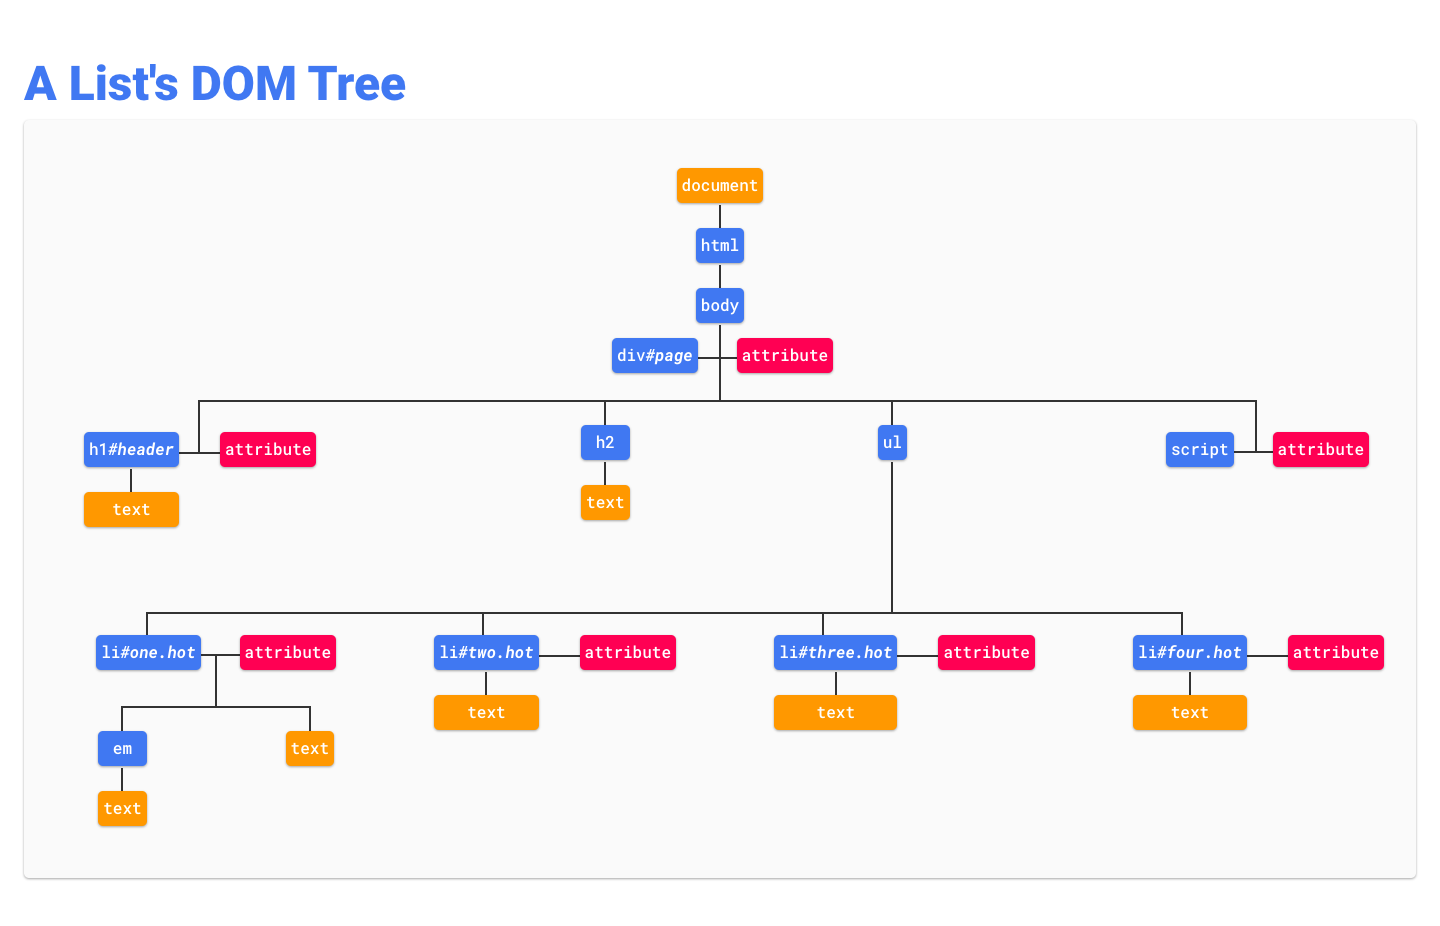 A List's DOM Tree
document
html
body
div#page attribute
h1#header attribute
h2
ul
script attribute
text
text
li#one.hot attribute
li#two.hot attribute
li#three.hot attribute
li#four.hot attribute
text
text
text
em
text
text